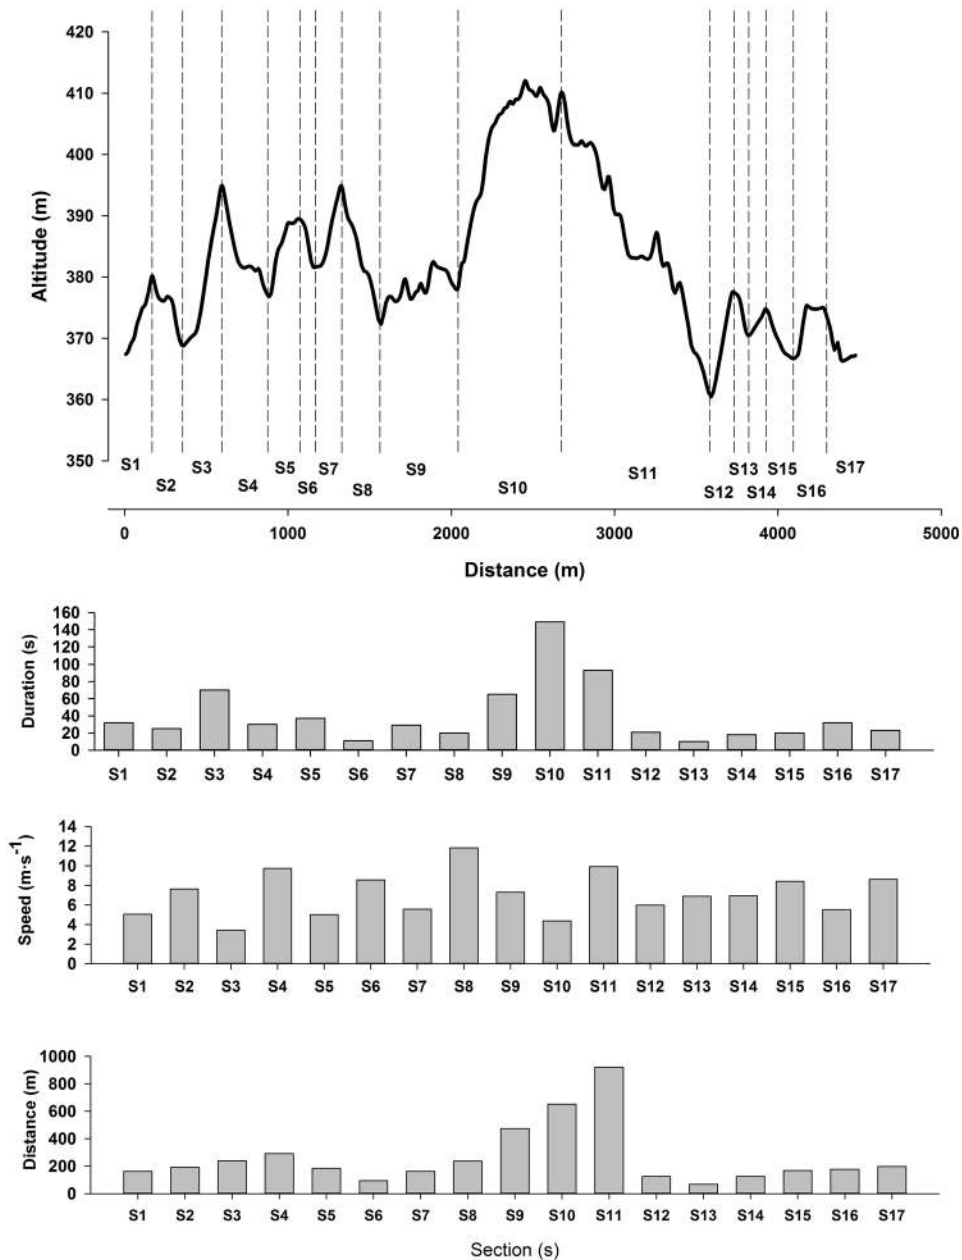 420
410
400
390
380
370
360
350
Altitude (m)
S1 S3 S5 S7 S9 S11 S13 S15 S17
S2 S4 S6 S8 S10 S12 S14 S16
0 1000 2000 3000 4000 5000
Distance (m)
160
140
120
100
80
60
40
20
0
Duration (s)
S1 S2 S3 S4 S5 S6 S7 S8 S9 S10 S11 S12 S13 S14 S15 S16 S17
14
12
10
8
6
4
2
0
Speed (m·s⁻¹)
S1 S2 S3 S4 S5 S6 S7 S8 S9 S10 S11 S12 S13 S14 S15 S16 S17
1000
800
600
400
200
0
Distance (m)
S1 S2 S3 S4 S5 S6 S7 S8 S9 S10 S11 S12 S13 S14 S15 S16 S17
Section (s)